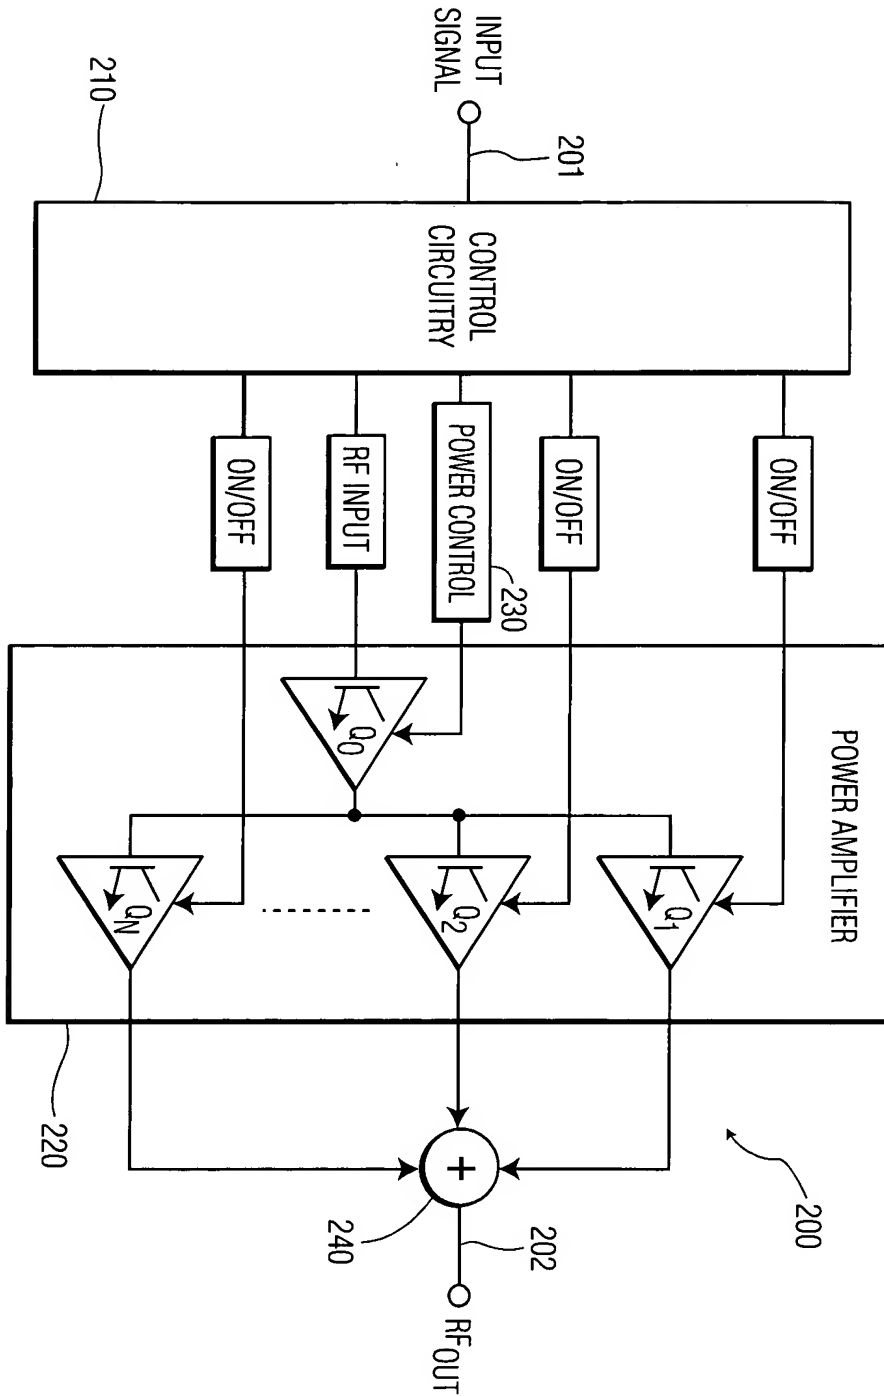 INPUT
SIGNAL
201
210
CONTROL
CIRCUITRY
ON/OFF
ON/OFF
POWER CONTROL
230
RF INPUT
ON/OFF
POWER AMPLIFIER
Q0
Q1
Q2
QN
220
200
240
202
RFOUT